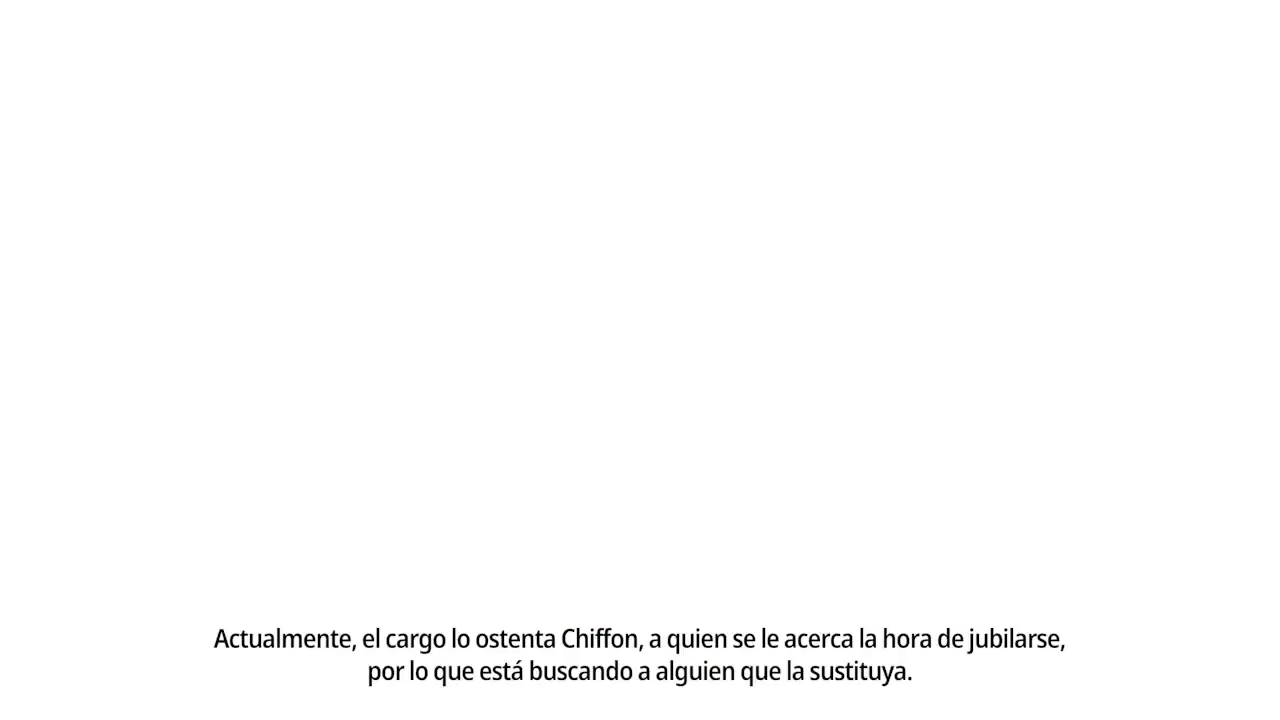 Actualmente, el cargo lo ostenta Chiffon, a quien se le acerca la hora de jubilarse,
por lo que está buscando a alguien que la sustituya.